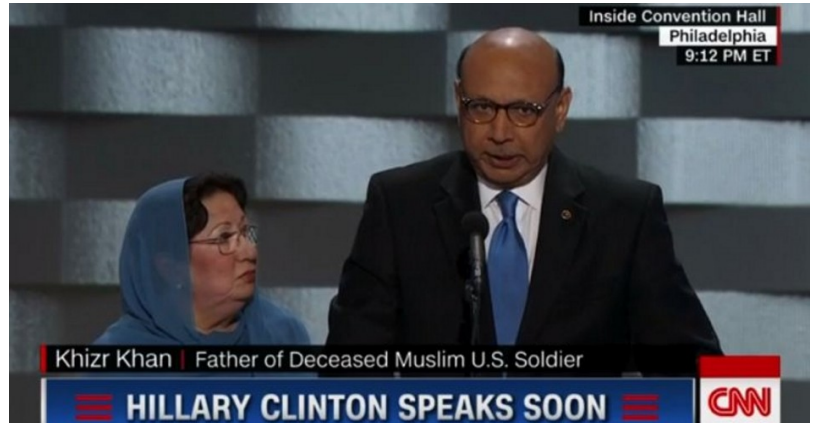 Inside Convention Hall
Philadelphia
9:12 PM ET
Khizr Khan | Father of Deceased Muslim U.S. Soldier
HILLARY CLINTON SPEAKS SOON
CNN